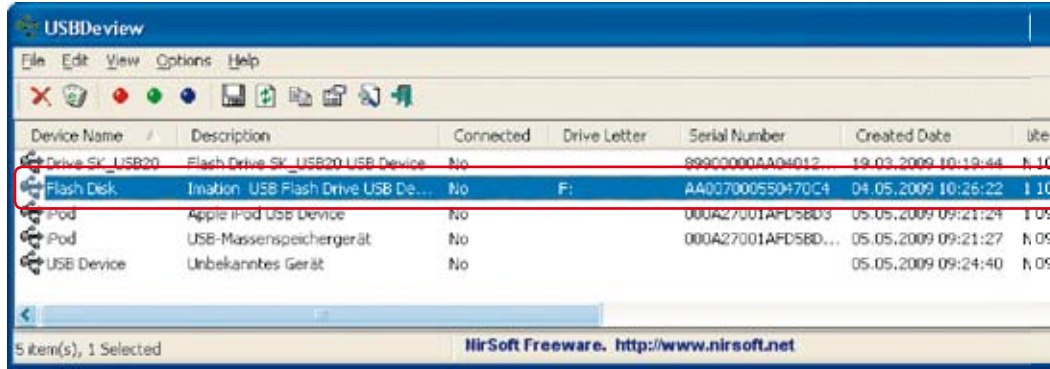 USBDeview
File Edit View Options Help
Device Name / Description Connected Drive Letter Serial Number Created Date
Drive SK_USB20 Flash Drive SK_USB20 USB Device No 89900000AA04012... 19.03.2009 10:19:44
Flash Disk Imation USB Flash Drive USB De... No F: AA007000550470C4 04.05.2009 10:26:22
iPod Apple iPod USB Device No 000A27001AFD5BD3 05.05.2009 09:21:24
iPod USB-Massenspeichergerät No 000A27001AFD5BD... 05.05.2009 09:21:27
USB Device Unbekanntes Gerät No 05.05.2009 09:24:40
5 item(s), 1 Selected NirSoft Freeware. http://www.nirsoft.net